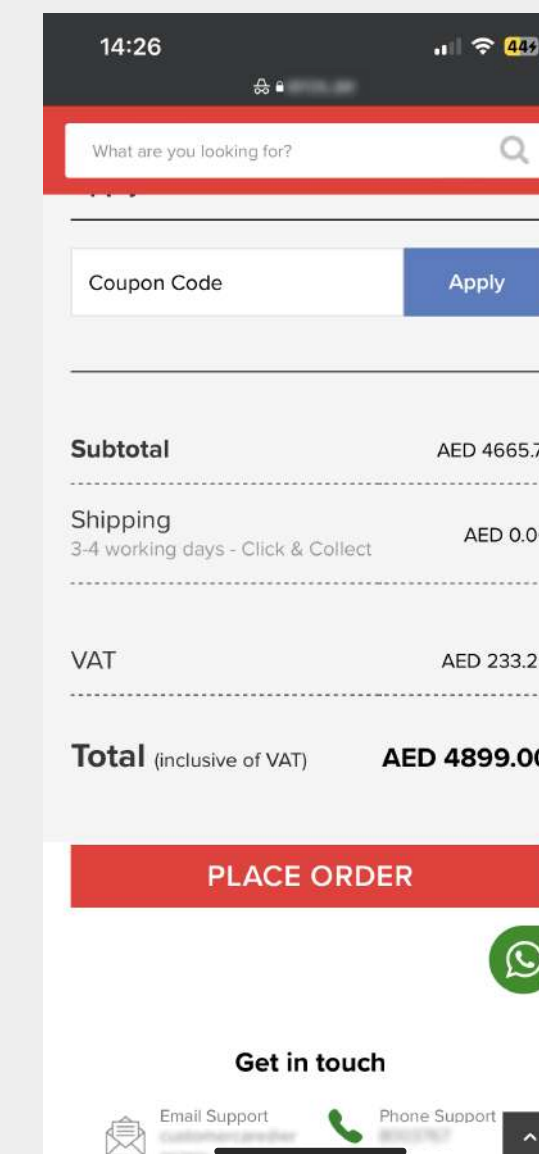 14:26
44
What are you looking for?
Coupon Code
Apply
Subtotal
AED 4665.7
Shipping
AED 0.0
3-4 working days - Click & Collect
VAT
AED 233.2
Total (inclusive of VAT)
AED 4899.00
PLACE ORDER
Get in touch
Email Support
Phone Support